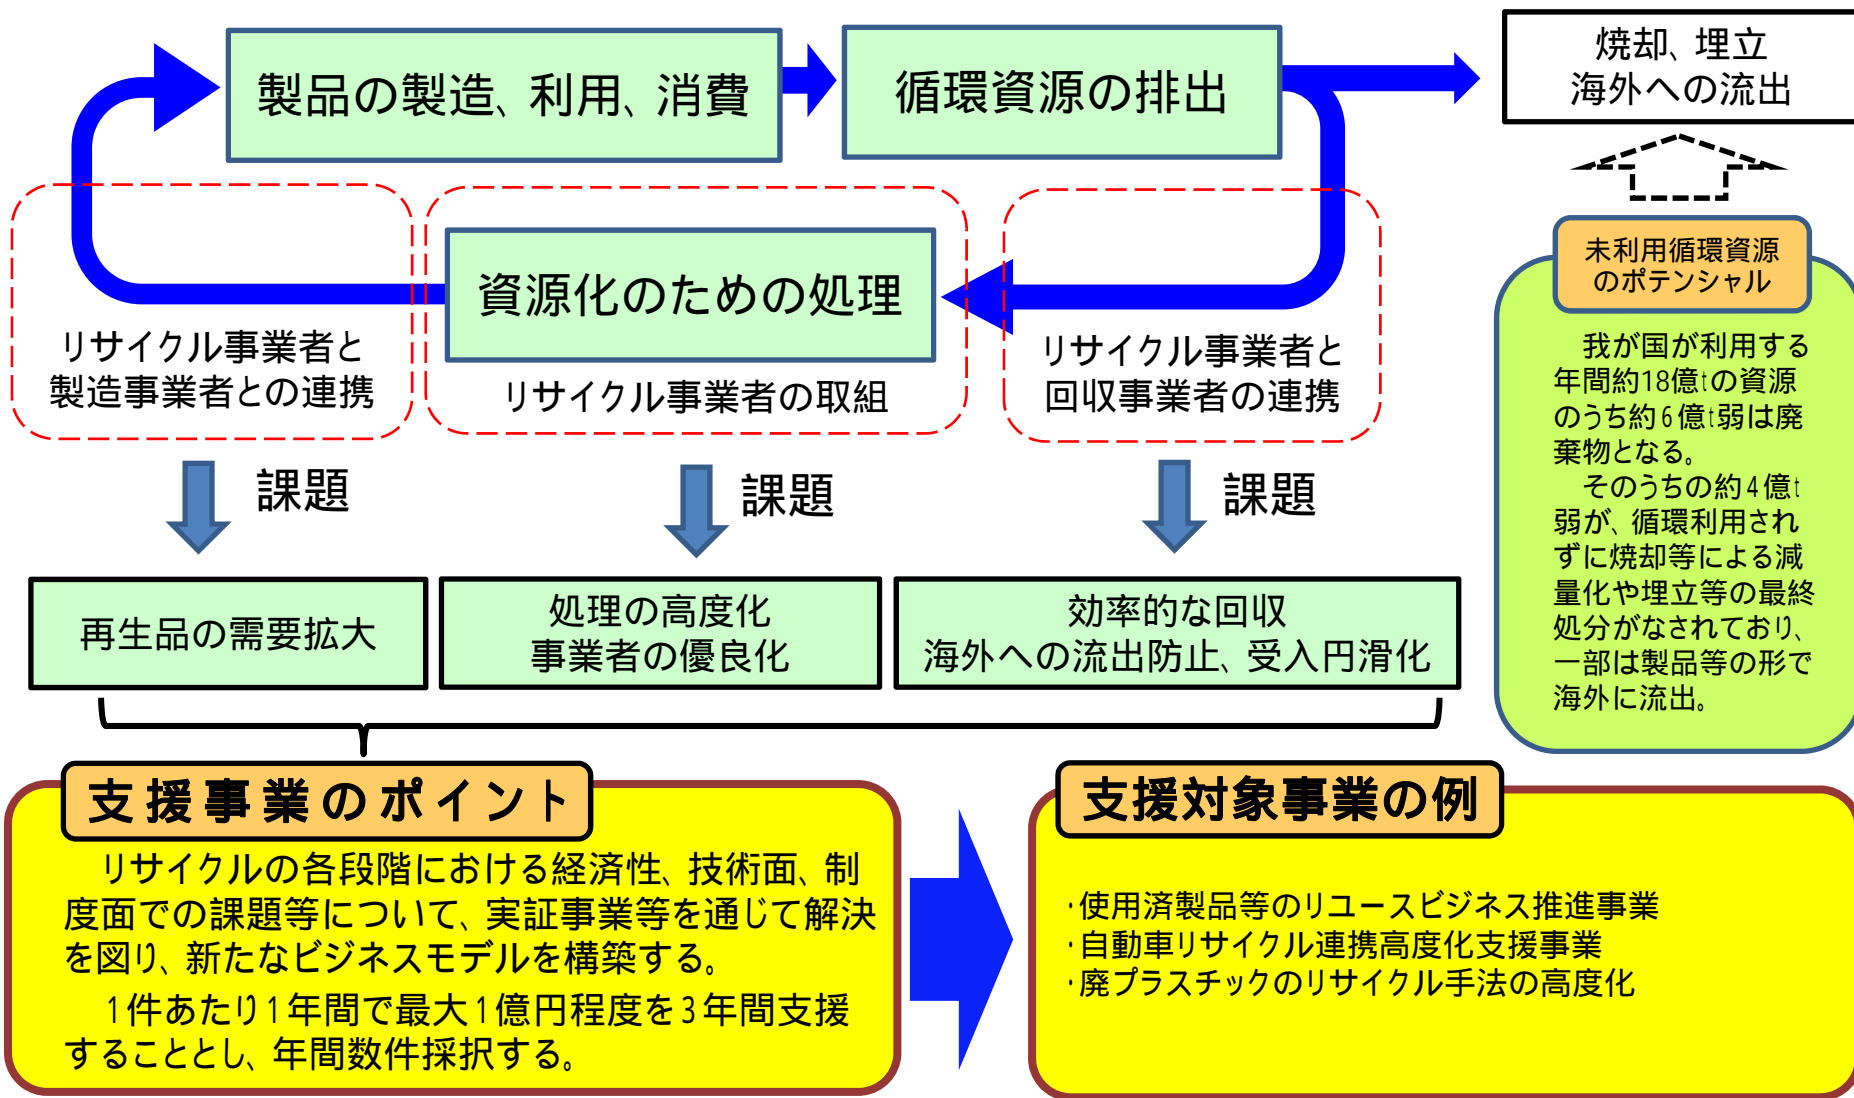 製品の製造、利用、消費
循環資源の排出
焼却、埋立
海外への流出
資源化のための処理
リサイクル事業者と
製造事業者との連携
リサイクル事業者の取組
リサイクル事業者と
回収事業者の連携
未利用循環資源
のポテンシャル
我が国が利用する
年間約18億tの資源
のうち約6億t弱は廃
棄物となる。
そのうちの約4億t
弱が、循環利用され
ずに焼却等による減
量化や埋立等の最終
処分がなされており、
一部は製品等の形で
海外に流出。
課題
課題
課題
再生品の需要拡大
処理の高度化
事業者の優良化
効率的な回収
海外への流出防止、受入円滑化
支援事業のポイント
リサイクルの各段階における経済性、技術面、制
度面での課題等について、実証事業等を通じて解決
を図り、新たなビジネスモデルを構築する。
1件あたり1年間で最大1億円程度を3年間支援
することとし、年間数件採択する。
支援対象事業の例
・使用済製品等のリユースビジネス推進事業
・自動車リサイクル連携高度化支援事業
・廃プラスチックのリサイクル手法の高度化